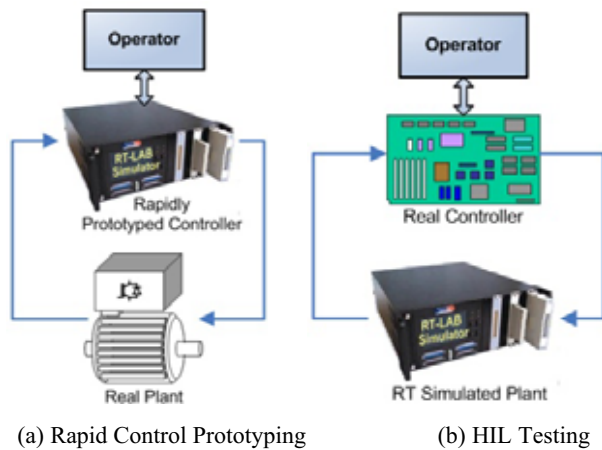 Operator
RT-LAB
Simulator
Rapidly
Prototyped Controller
Real Plant
(a) Rapid Control Prototyping
Operator
Real Controller
RT-LAB
Simulator
RT Simulated Plant
(b) HIL Testing